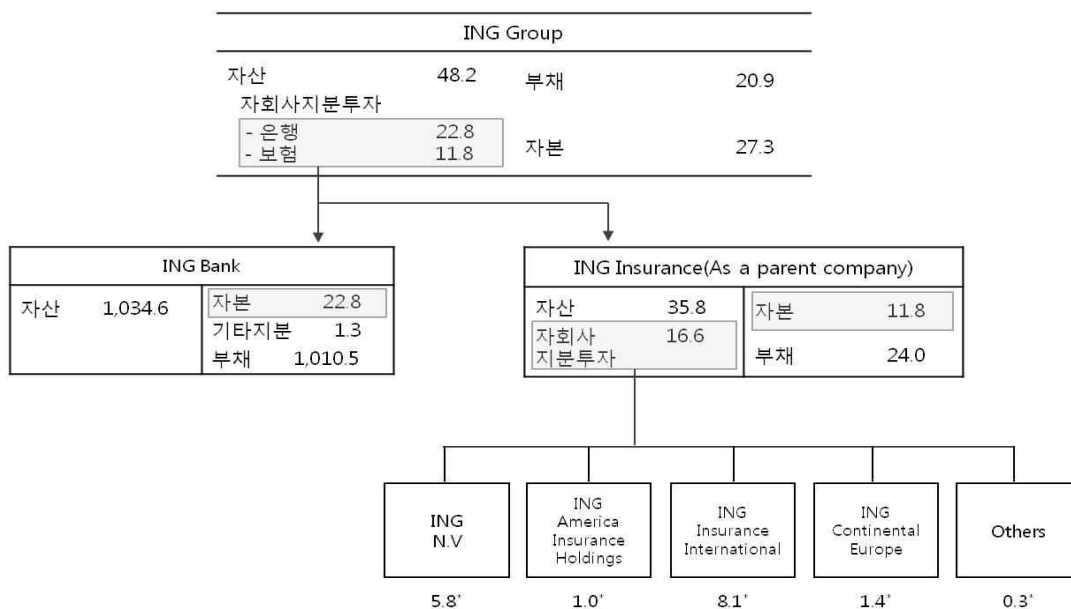 ING Group
자산 48.2 부채 20.9
자회사지분투자
- 은행 22.8
- 보험 11.8
자본 27.3
ING Bank
자산 1,034.6 자본 22.8
기타지분 1.3
부채 1,010.5
ING Insurance(As a parent company)
자산 35.8 자본 11.8
자회사 16.6
지분투자
부채 24.0
ING
N.V
ING
America
Insurance
Holdings
ING
Insurance
International
ING
Continental
Europe
Others
5.8* 1.0* 8.1* 1.4* 0.3*